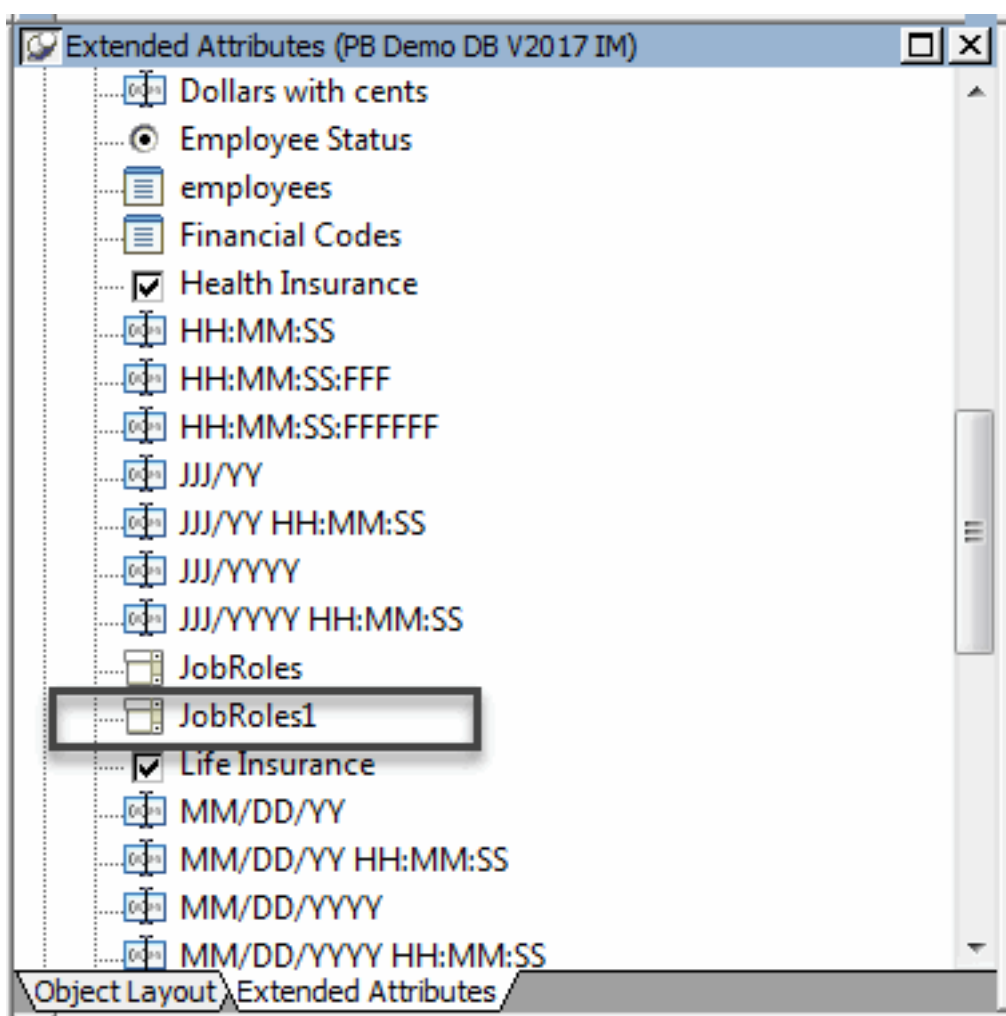 Extended Attributes (PB Demo DB V2017 IM)
Dollars with cents
Employee Status
employees
Financial Codes
Health Insurance
HH:MM:SS
HH:MM:SS:FFF
HH:MM:SS:FFFFFF
JJJ/YY
JJJ/YY HH:MM:SS
JJJ/YYYY
JJJ/YYYY HH:MM:SS
JobRoles
JobRoles1
Life Insurance
MM/DD/YY
MM/DD/YY HH:MM:SS
MM/DD/YYYY
MM/DD/YYYY HH:MM:SS
Object Layout Extended Attributes